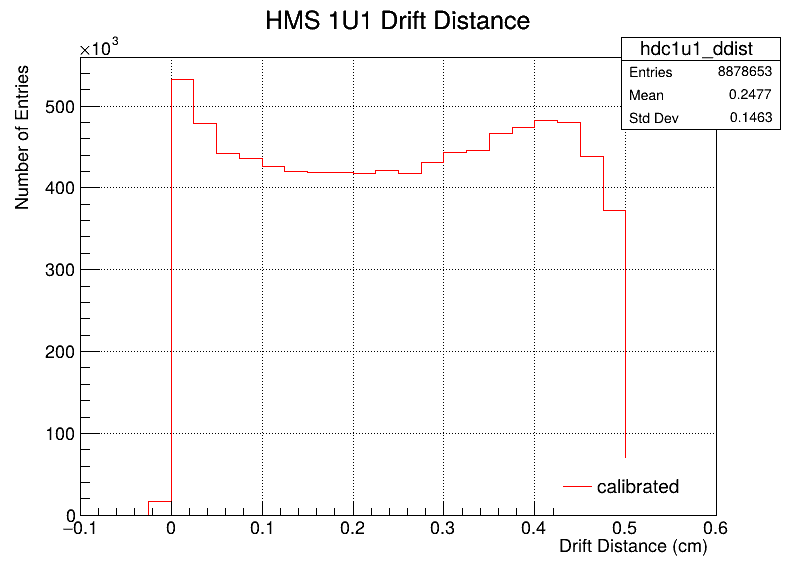 HMS 1U1 Drift Distance
×10³
hdc1u1_ddist
Entries 8878653
Mean 0.2477
Std Dev 0.1463
Number of Entries
500
400
300
200
100
0
−0.1 0 0.1 0.2 0.3 0.4 0.5 0.6
Drift Distance (cm)
calibrated